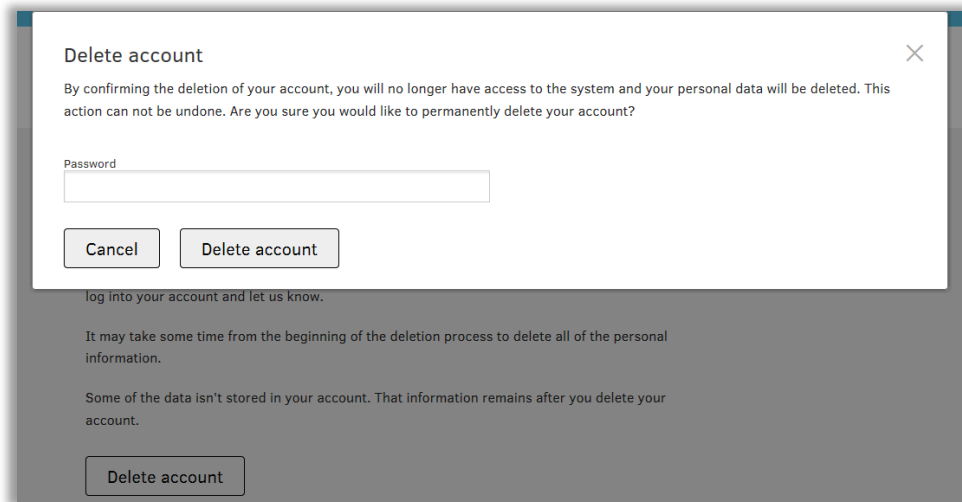 Delete account
By confirming the deletion of your account, you will no longer have access to the system and your personal data will be deleted. This
action can not be undone. Are you sure you would like to permanently delete your account?
Password
Cancel
Delete account
log into your account and let us know.
It may take some time from the beginning of the deletion process to delete all of the personal
information.
Some of the data isn't stored in your account. That information remains after you delete your
account.
Delete account